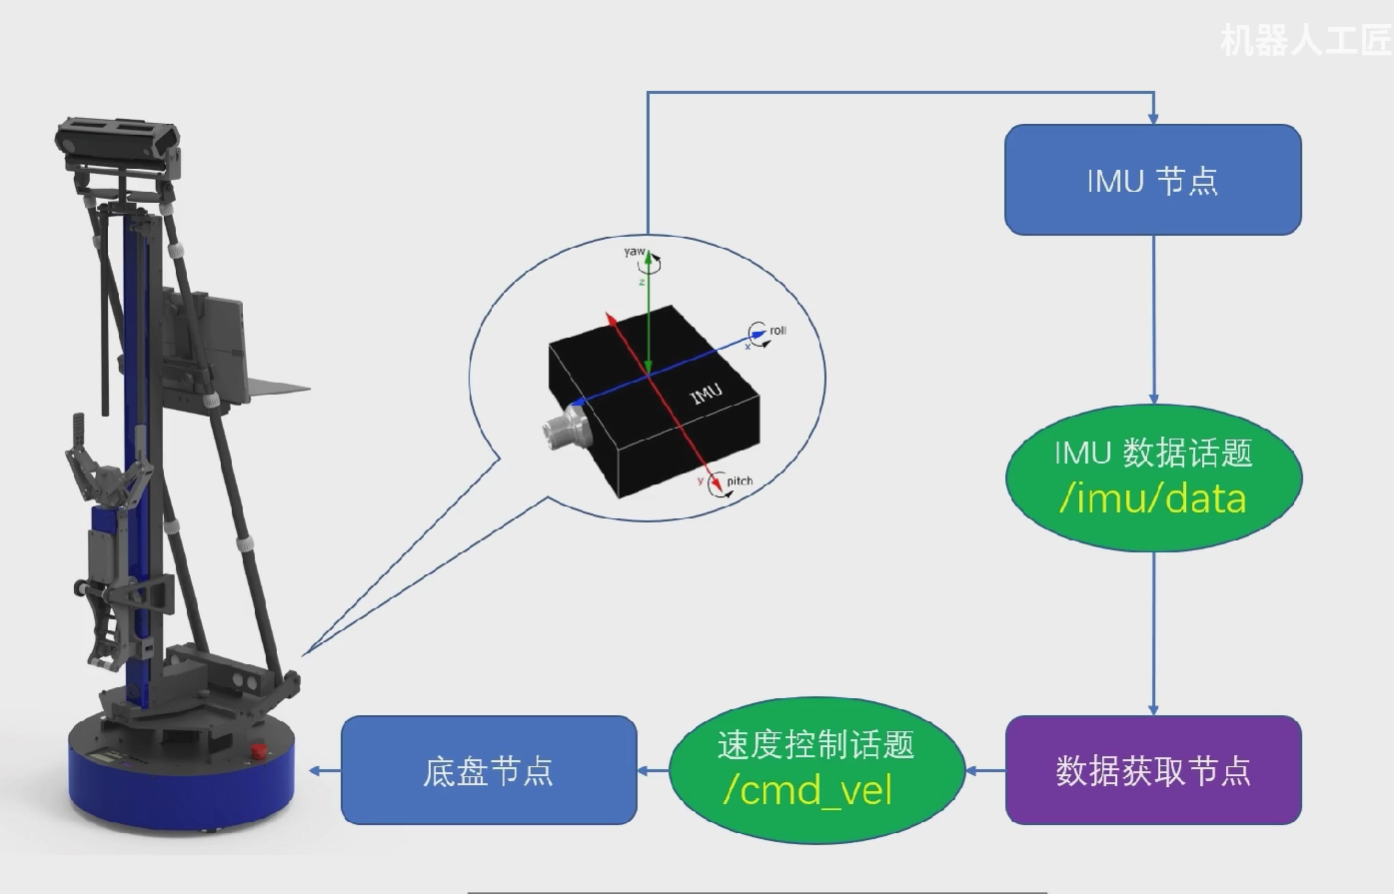 机器人工匠
IMU 节点
yaw
z
roll
x
IMU
y
pitch
IMU 数据话题
/imu/data
速度控制话题
/cmd_vel
底盘节点
数据获取节点